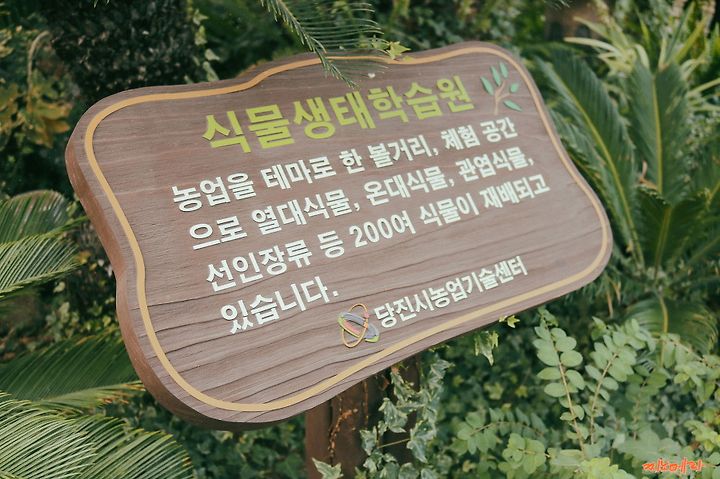 식물생태학습원
농업을 테마로 한 볼거리, 체험 공간
으로 열대식물, 온대식물, 관엽식물,
선인장류 등 200여 식물이 재배되고
있습니다.
당진시농업기술센터